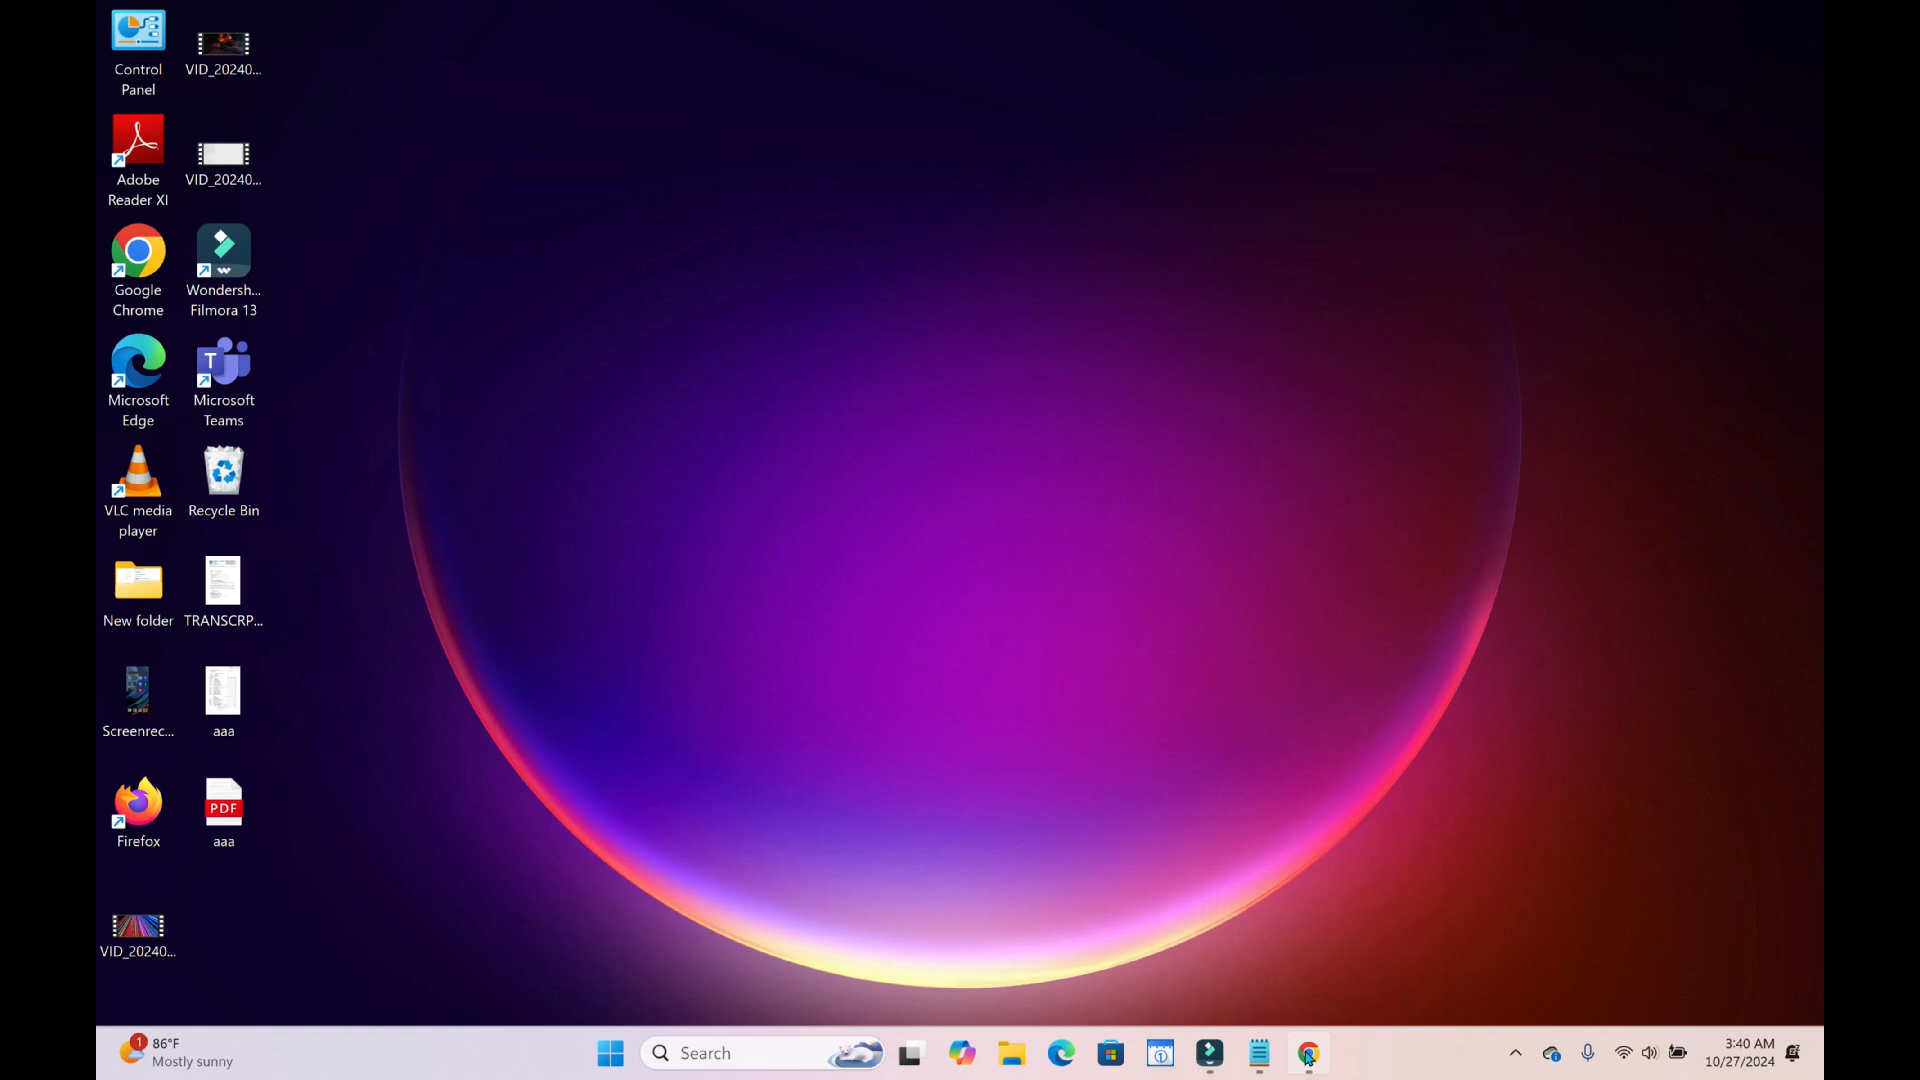 Control
Panel
VID_20240...
Adobe
Reader XI
VID_20240...
Google
Chrome
Wondersh...
Filmora 13
Microsoft
Edge
T
Microsoft
Teams
VLC media
player
Recycle Bin
New folder
TRANSCRP...
Screenrec...
aaa
Firefox
PDF
aaa
VID_20240...
1
86°F
Mostly sunny
Search
1
3:40 AM
10/27/2024